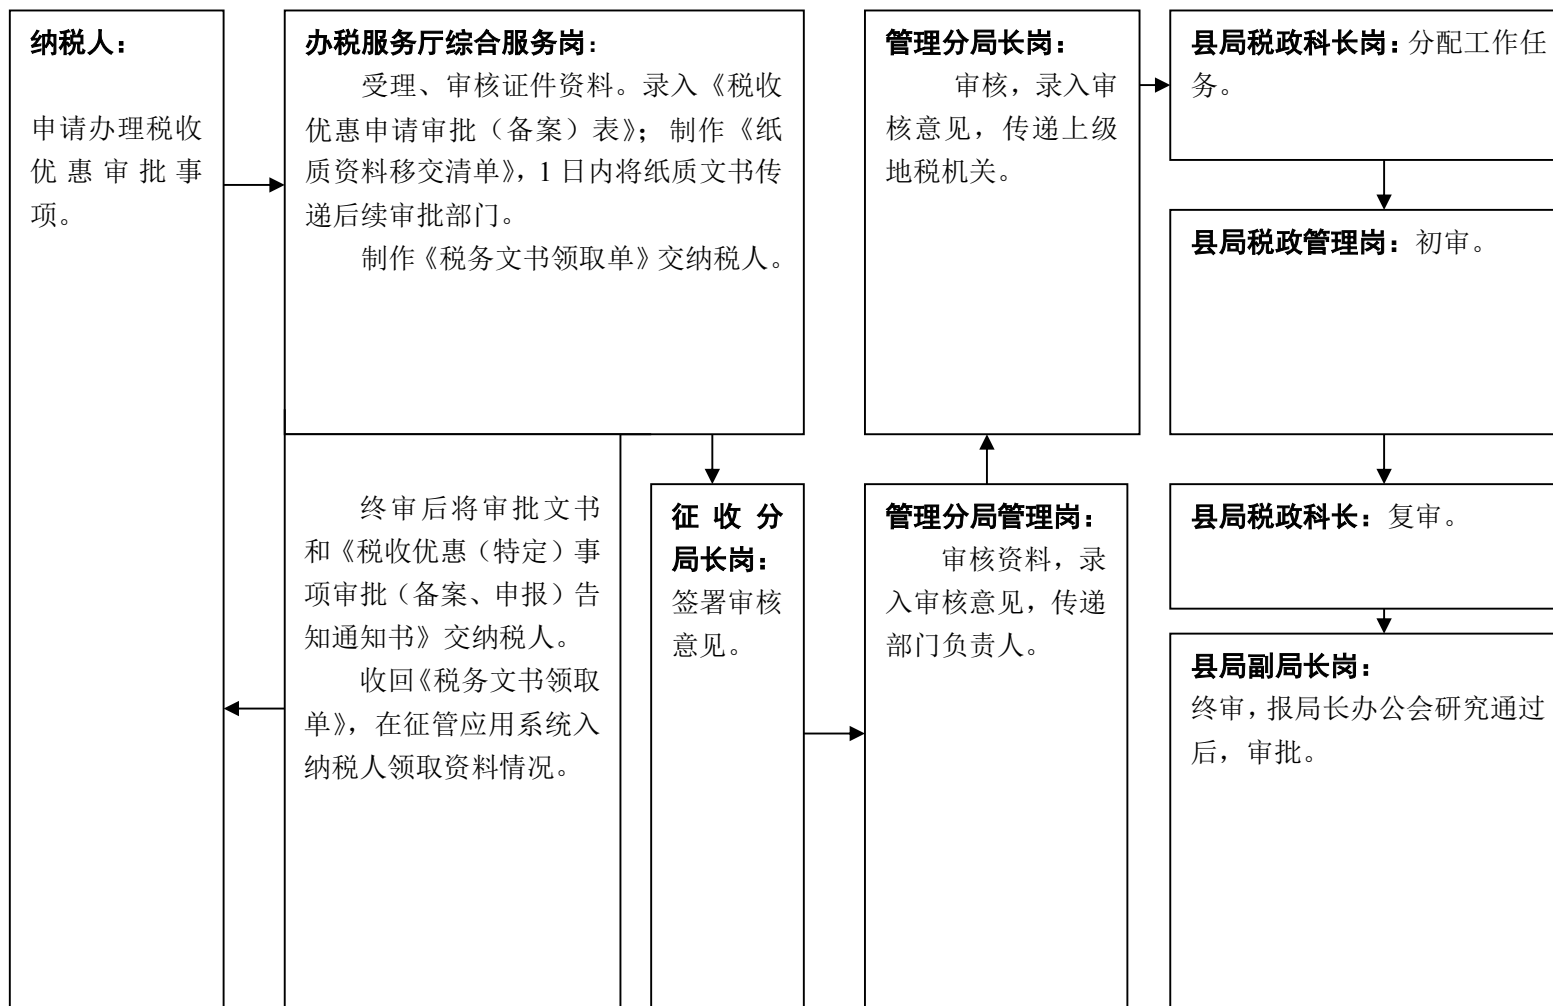 纳税人：
申请办理税收
优惠审批事
项。
办税服务厅综合服务岗：
受理、审核证件资料。录入《税收
优惠申请审批（备案）表》；制作《纸
质资料移交清单》，1 日内将纸质文书传
递后续审批部门。
制作《税务文书领取单》交纳税人。
终审后将审批文书
和《税收优惠（特定）事
项审批（备案、申报）告
知通知书》交纳税人。
收回《税务文书领取
单》，在征管应用系统入
纳税人领取资料情况。
征收分
局长岗：
签署审核
意见。
管理分局管理岗：
审核资料，录
入审核意见，传递
部门负责人。
管理分局长岗：
审核，录入审
核意见，传递上级
地税机关。
县局税政科长岗：分配工作任
务。
县局税政管理岗：初审。
县局税政科长：复审。
县局副局长岗：
终审，报局长办公会研究通过
后，审批。